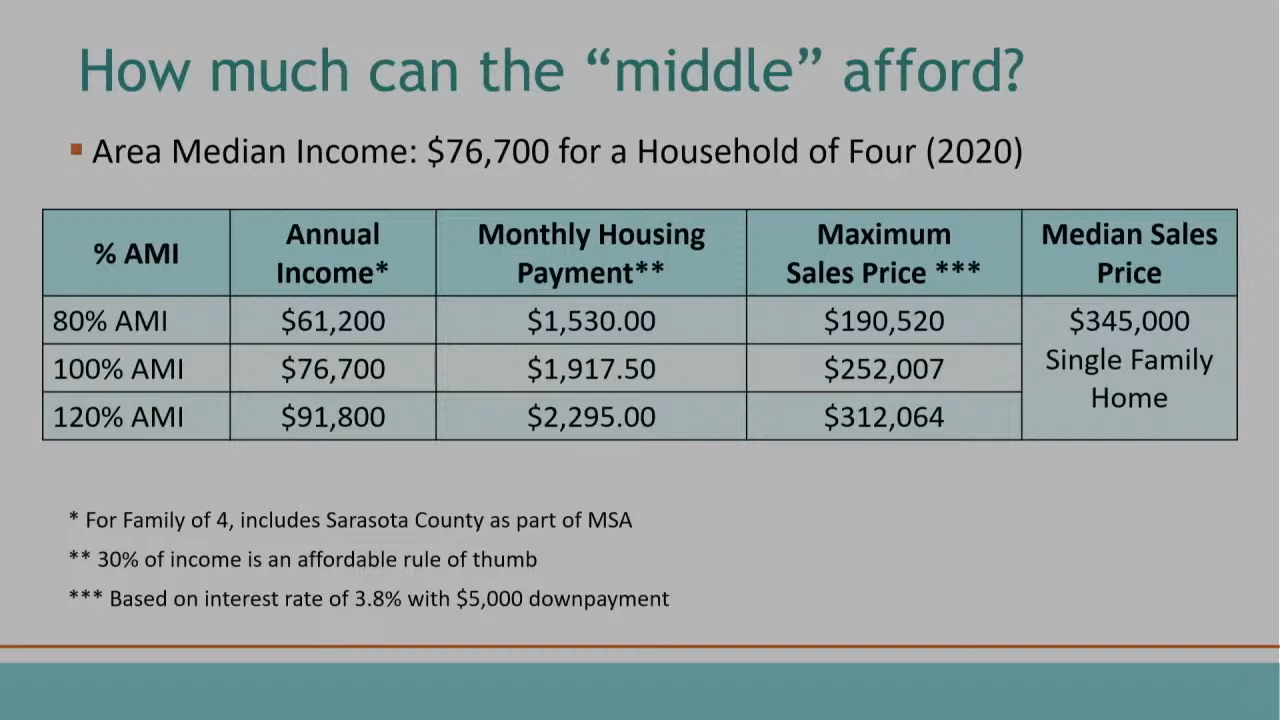 How much can the “middle” afford?
▪ Area Median Income: $76,700 for a Household of Four (2020)
% AMI
Annual
Income*
Monthly Housing
Payment**
Maximum
Sales Price ***
Median Sales
Price
80% AMI
$61,200
$1,530.00
$190,520
$345,000
Single Family
Home
100% AMI
$76,700
$1,917.50
$252,007
120% AMI
$91,800
$2,295.00
$312,064
* For Family of 4, includes Sarasota County as part of MSA
** 30% of income is an affordable rule of thumb
*** Based on interest rate of 3.8% with $5,000 downpayment